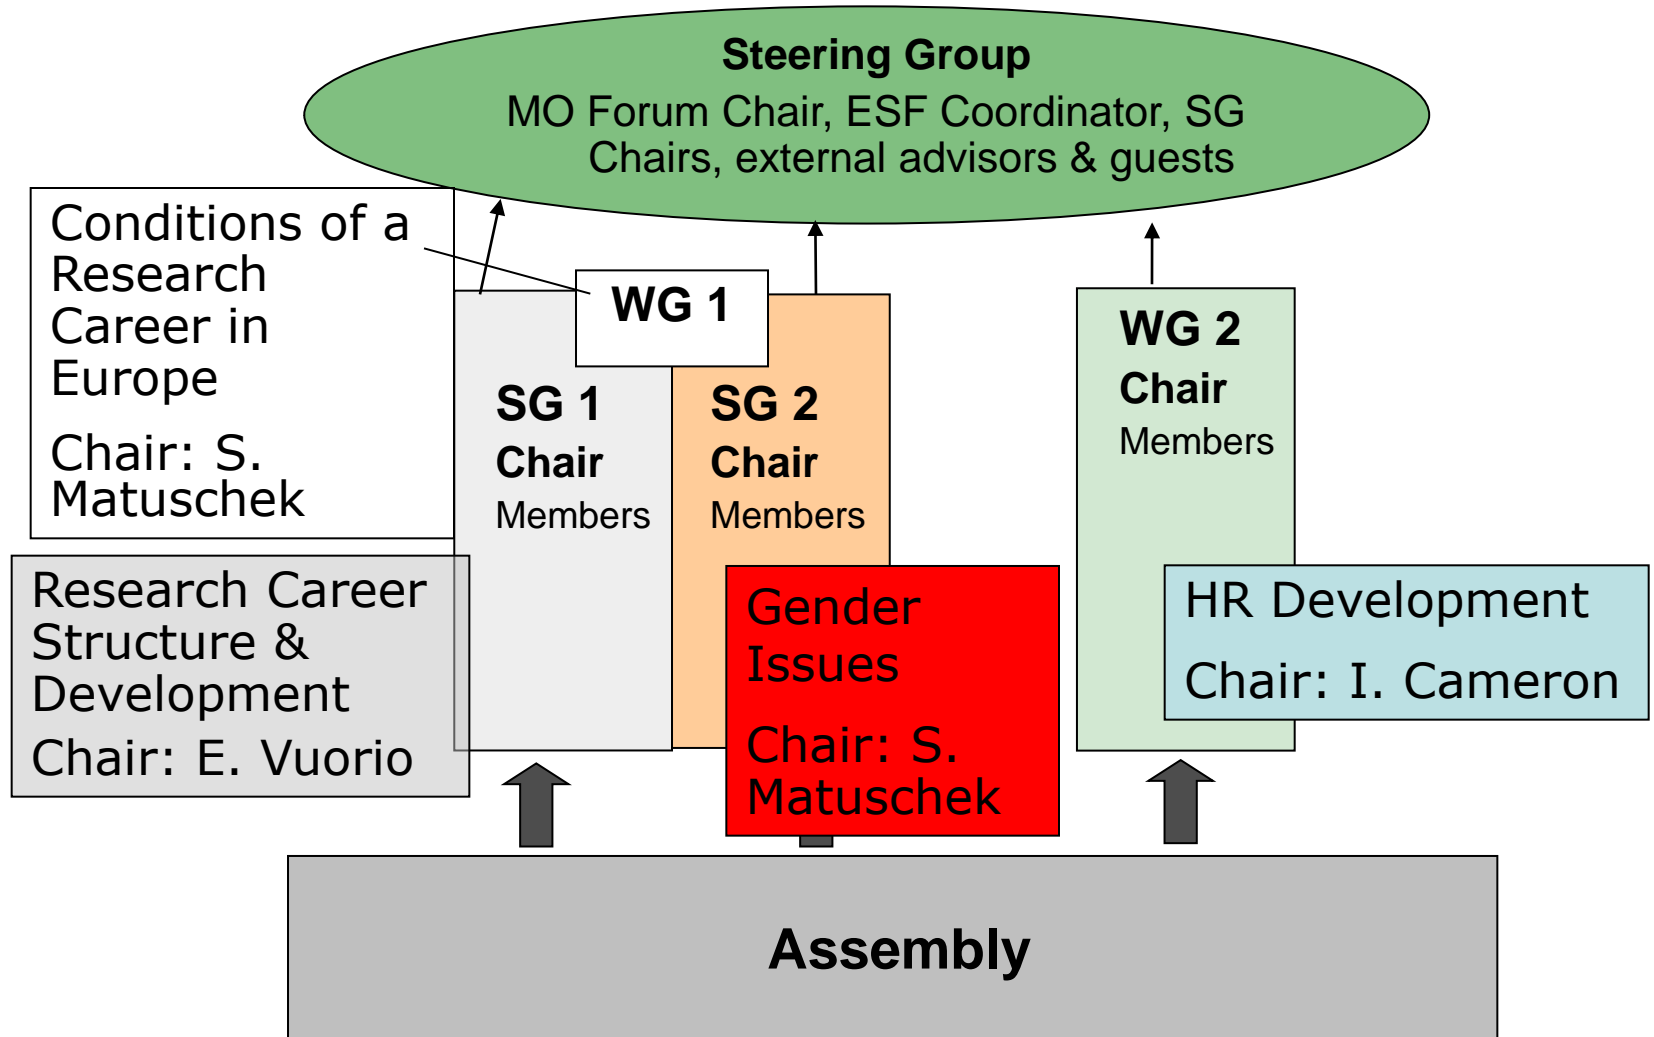 Steering Group
MO Forum Chair, ESF Coordinator, SG
Chairs, external advisors & guests
Conditions of a
Research
Career in
Europe
Chair: S.
Matuschek
WG 1
SG 1
Chair
Members
SG 2
Chair
Members
WG 2
Chair
Members
Research Career
Structure &
Development
Chair: E. Vuorio
Gender
Issues
Chair: S.
Matuschek
HR Development
Chair: I. Cameron
Assembly